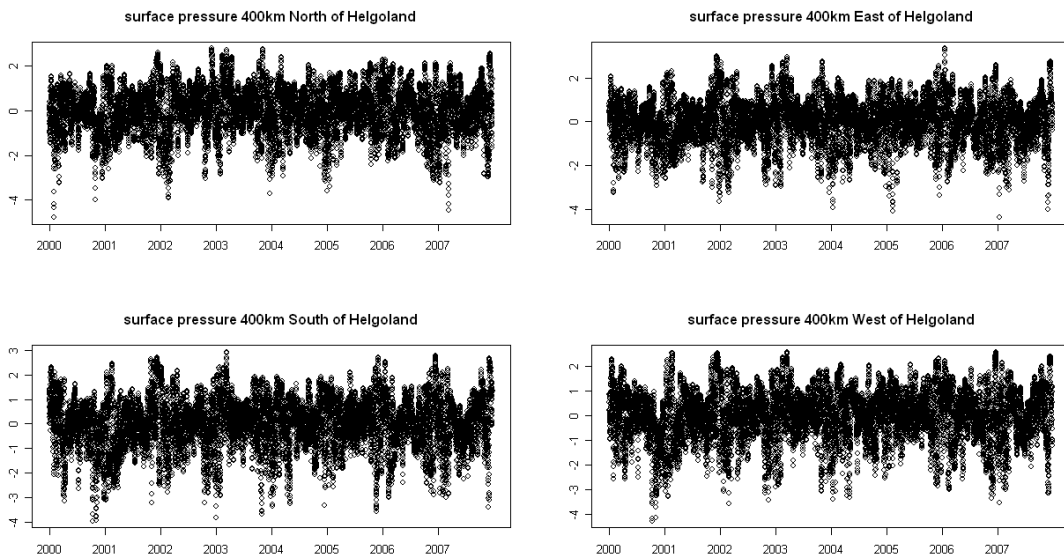 surface pressure 400km North of Helgoland
2
0
-2
-4
2000 2001 2002 2003 2004 2005 2006 2007
surface pressure 400km East of Helgoland
2
0
-2
-4
2000 2001 2002 2003 2004 2005 2006 2007
surface pressure 400km South of Helgoland
3
2
1
0
-1
-2
-3
-4
2000 2001 2002 2003 2004 2005 2006 2007
surface pressure 400km West of Helgoland
2
1
0
-1
-2
-3
-4
2000 2001 2002 2003 2004 2005 2006 2007